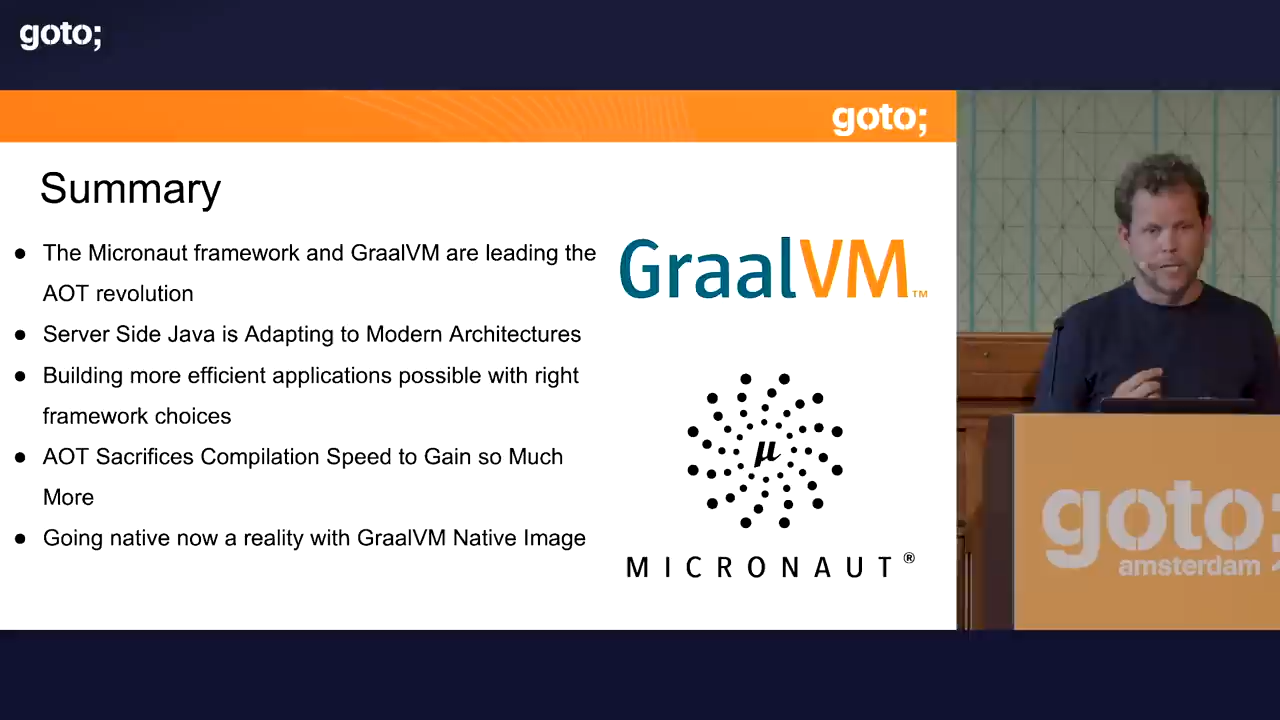 goto;
goto;
Summary
● The Micronaut framework and GraalVM are leading the
AOT revolution
● Server Side Java is Adapting to Modern Architectures
● Building more efficient applications possible with right
framework choices
● AOT Sacrifices Compilation Speed to Gain so Much
More
● Going native now a reality with GraalVM Native Image
GraalVM™
μ
MICRONAUT®
goto;
amsterdam